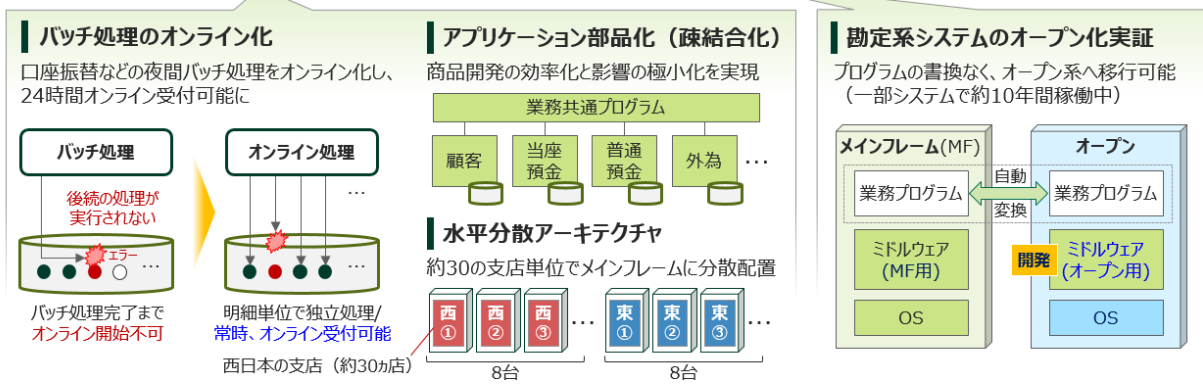 バッチ処理のオンライン化
口座振替などの夜間バッチ処理をオンライン化し、
24時間オンライン受付可能に
バッチ処理
後続の処理が
実行されない
エラー
…
バッチ処理完了まで
オンライン開始不可
オンライン処理
…
…
明細単位で独立処理/
常時、オンライン受付可能
アプリケーション部品化（疎結合化）
商品開発の効率化と影響の極小化を実現
業務共通プログラム
顧客
当座
預金
普通
預金
外為
…
水平分散アーキテクチャ
約30の支店単位でメインフレームに分散配置
西
①
西
②
西
③
…
東
①
東
②
東
③
…
西日本の支店（約30ヵ店）
8台
8台
勘定系システムのオープン化実証
プログラムの書換なく、オープン系へ移行可能
（一部システムで約10年間稼働中）
メインフレーム(MF)
業務プログラム
ミドルウェア
(MF用)
OS
自動
変換
開発
オープン
業務プログラム
ミドルウェア
(オープン用)
OS